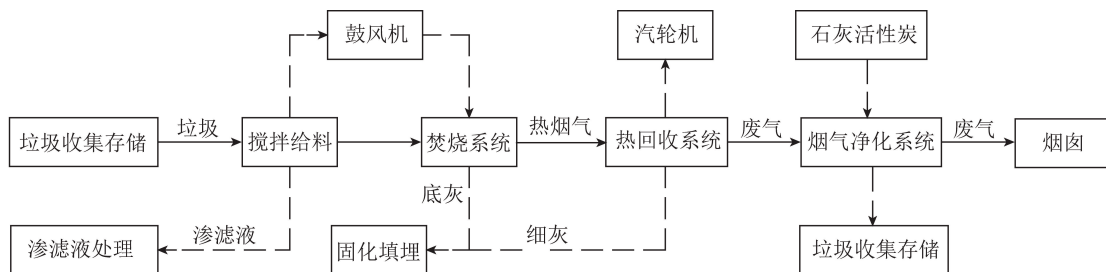 鼓风机
汽轮机
石灰活性炭
垃圾收集存储
垃圾
搅拌给料
焚烧系统
热烟气
热回收系统
废气
烟气净化系统
废气
烟囱
底灰
渗滤液处理
渗滤液
固化填埋
细灰
垃圾收集存储